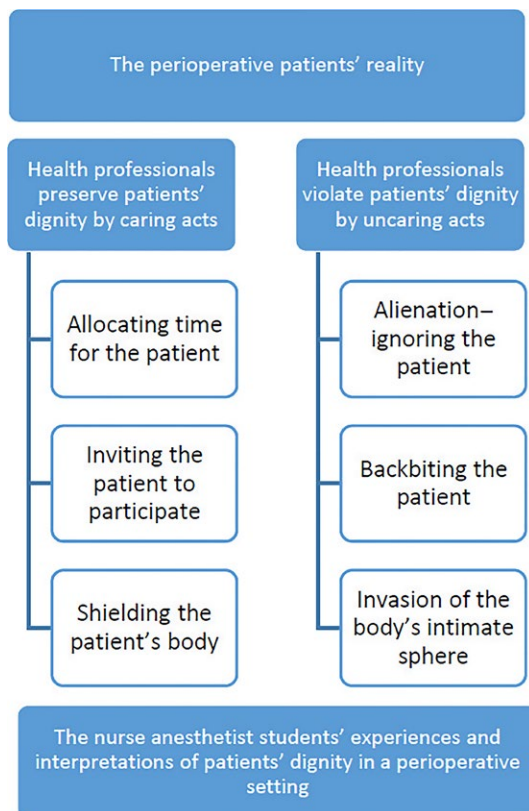 The perioperative patients’ reality
Health professionals
preserve patients’
dignity by caring acts
Allocating time
for the patient
Inviting the
patient to
participate
Shielding the
patient’s body
Health professionals
violate patients’ dignity
by uncaring acts
Alienation–
ignoring the
patient
Backbiting the
patient
Invasion of the
body’s intimate
sphere
The nurse anesthetist students’ experiences and
interpretations of patients’ dignity in a perioperative
setting